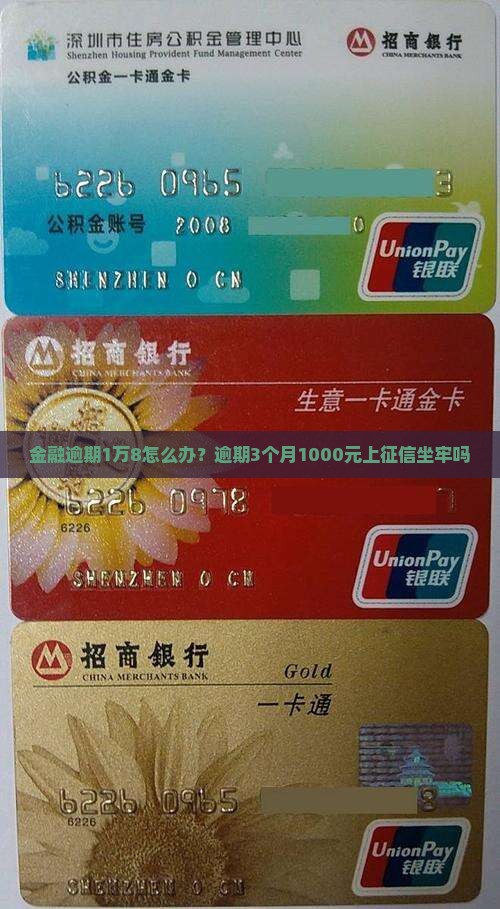 深圳市住房公积金管理中心
Shenzhen Housing Provident Fund Management Center
招商银行
CHINA MERCHANTS BANK
公积金一卡通金卡
6226 0965 3
公积金账号 2008 0
SHENZHEN O CN
UnionPay
银联
招商银行
CHINA MERCHANTS BANK
生意一卡通金卡
金融逾期1万8怎么办？逾期3个月1000元上征信坐牢吗
6226 0978 7
6226
SHENZHEN O CN
UnionPay
银联
招商銀行
CHINA MERCHANTS BANK
Gold
一卡通
6226 0965 8
6226
SHENZHEN O CN
UnionPay
银联